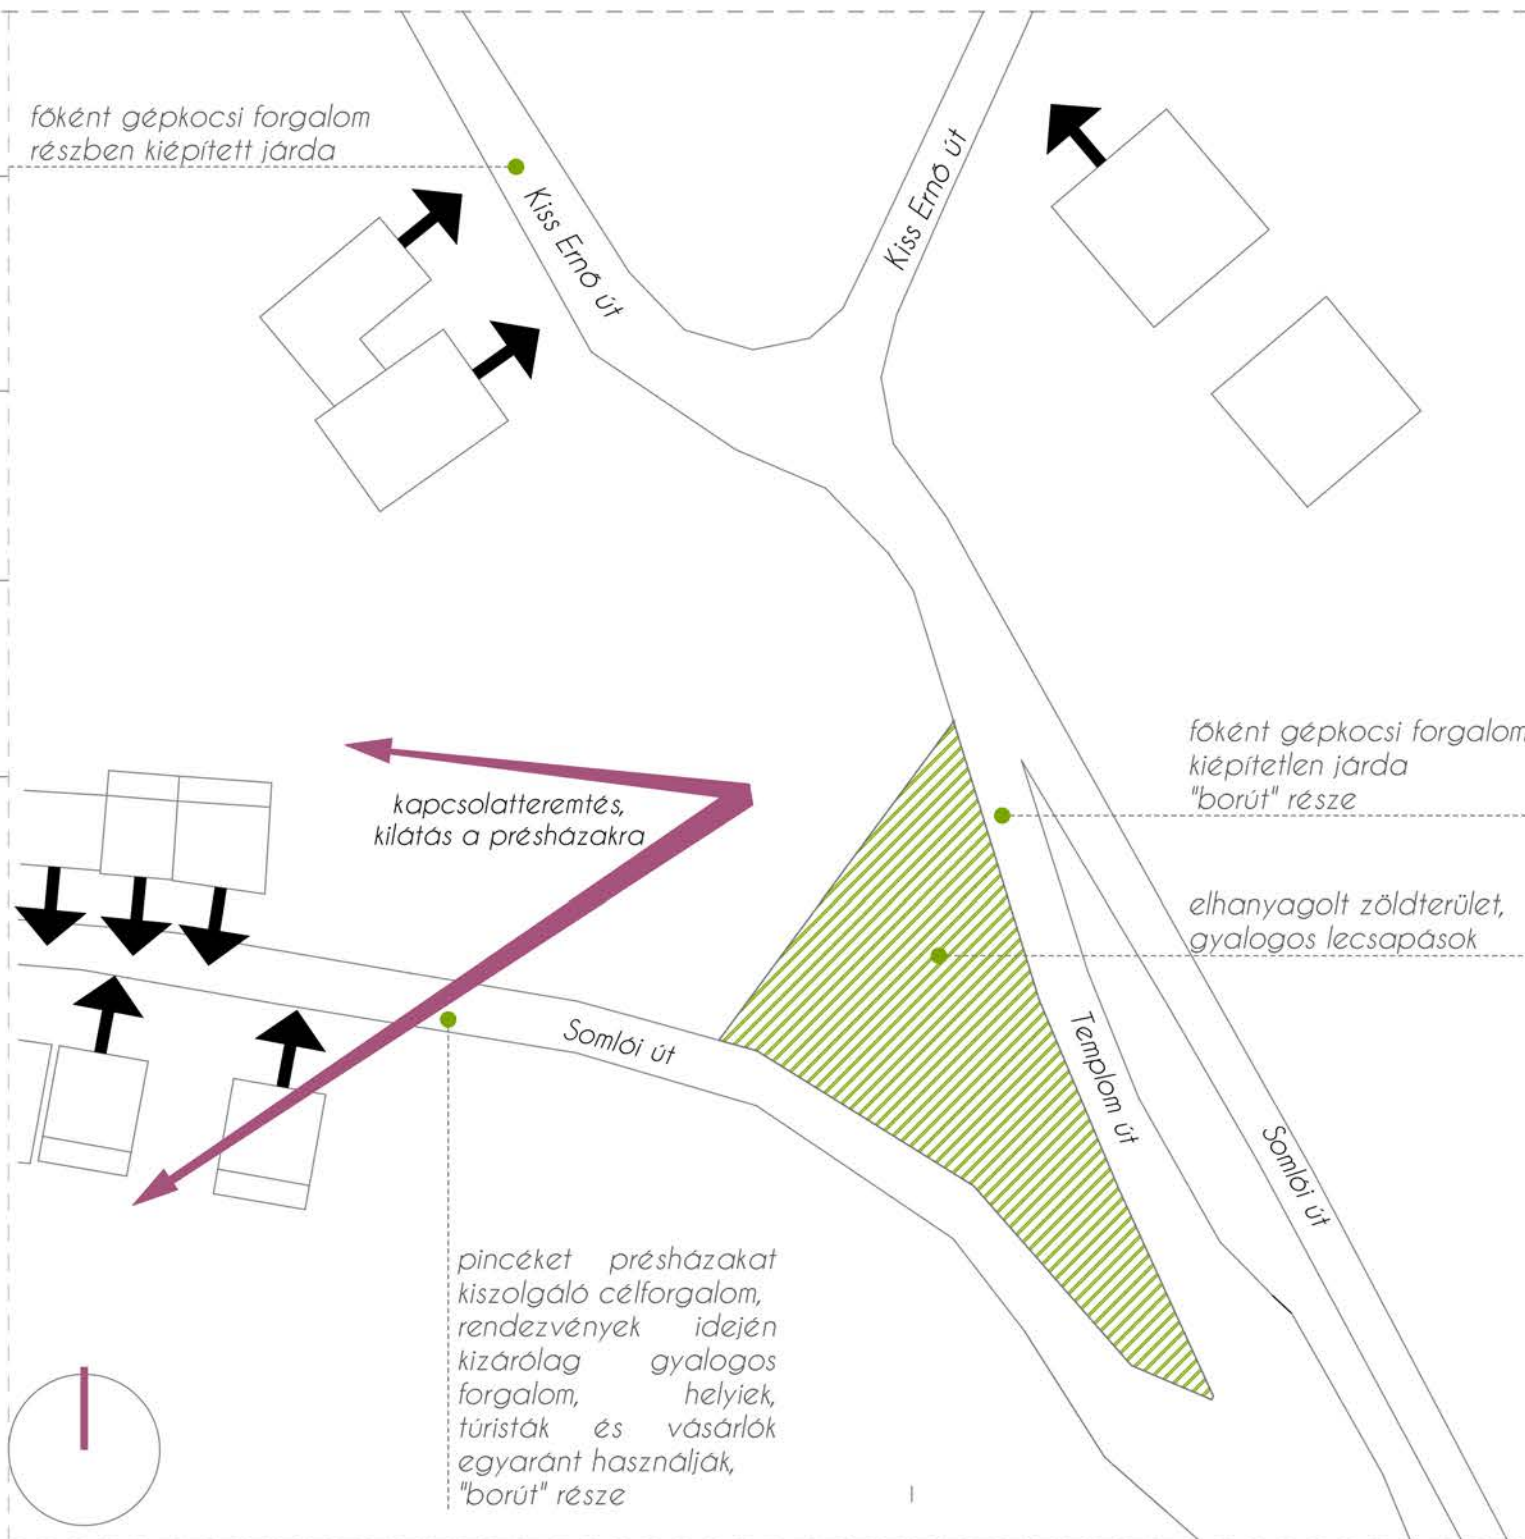 főként gépkocsi forgalom
részben kiépített járda
Kiss Ernő út
Kiss Ernő út
főként gépkocsi forgalom
kiépítetlen járda
"borút" része
kapcsolatteremtés,
kilátás a présházakra
elhanyagolt zöldterület,
gyalogos lecsapások
Somlói út
Templom út
Somlói út
pincéket présházakat
kiszolgáló célforgalom,
rendezvények idején
kizárólag gyalogos
forgalom, helyiek,
túristák és vásárlók
egyaránt használják,
"borút" része